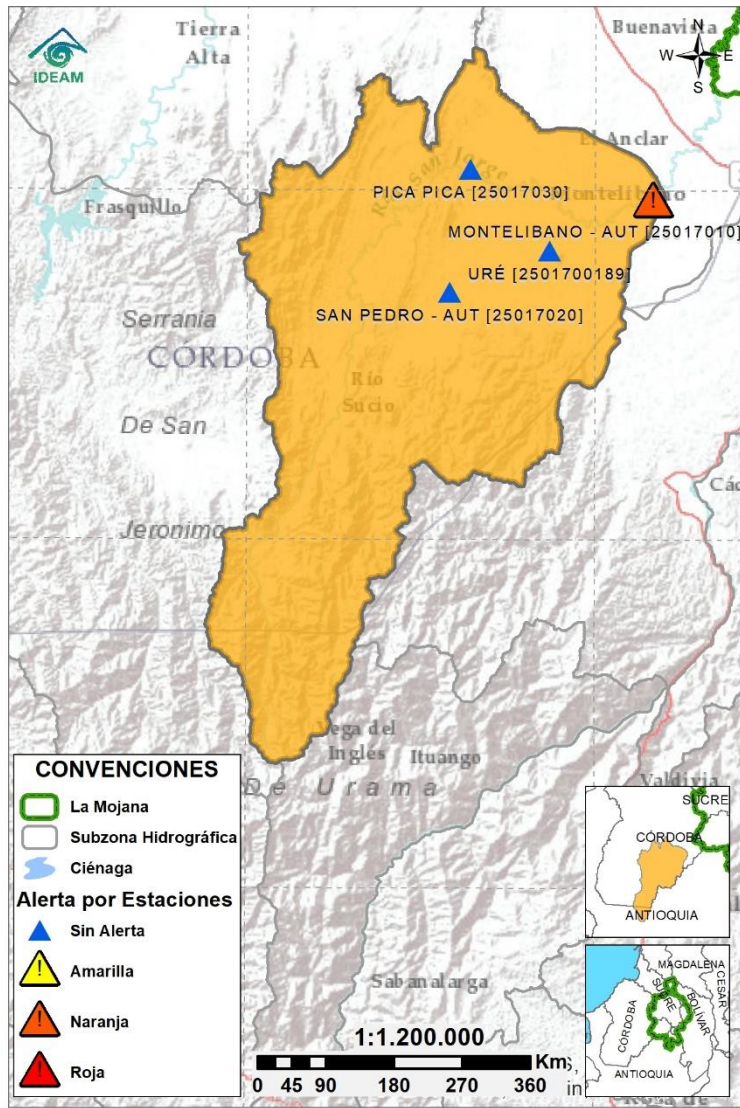 Tierra
Alta
Buenavista
IDEAM
N
W
E
S
El Anclar
PICA PICA [25017030]
Frasquillo
MONTELIBANO - AUT [25017010]
URÉ [2501700189]
SAN PEDRO - AUT [25017020]
Serrania
CÓRDOBA
Río
Sucio
De San
Jeronimo
Vega del
Inglés
Ituango
De Urama
Valdivia
Sabanalarga
CONVENCIONES
La Mojana
Subzona Hidrográfica
Ciénaga
Alerta por Estaciones
Sin Alerta
Amarilla
Naranja
Roja
1:1.200.000
Km
0 45 90 180 270 360
SUCRE
CÓRDOBA
ANTIOQUIA
MAGDALENA
CESAR
SUCRE
BOLÍVAR
CÓRDOBA
ANTIOQUIA